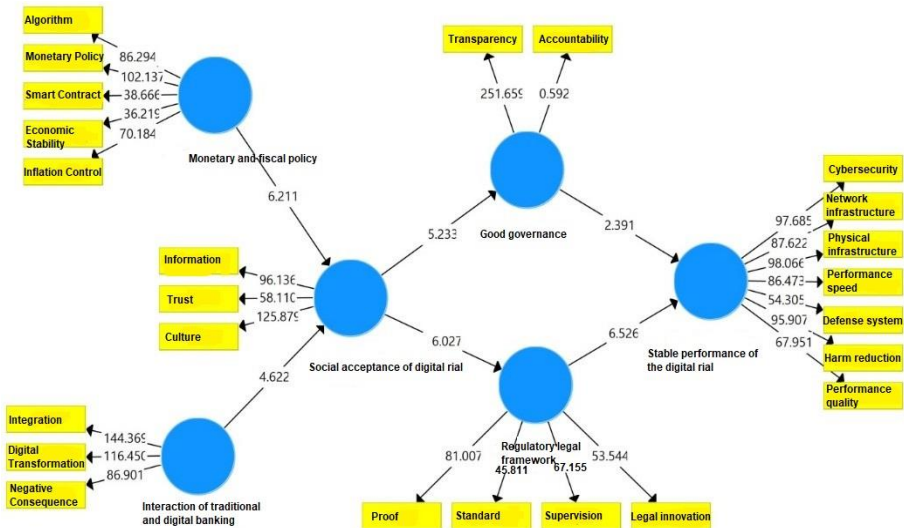 Algorithm
Monetary Policy
Smart Contract
Economic
Stability
Inflation Control
86.294
102.137
38.666
36.219
70.184
Monetary and fiscal policy
6.211
Transparency
Accountability
251.659
0.592
Good governance
5.233
2.391
Information
Trust
Culture
96.136
58.110
125.879
Social acceptance of digital rial
4.622
6.027
6.526
Cybersecurity
Network
infrastructure
Physical
infrastructure
Performance
speed
Defense system
Harm reduction
Performance
quality
97.685
87.622
98.066
86.473
54.305
95.907
67.951
Stable performance of
the digital rial
Integration
Digital
Transformation
Negative
Consequence
144.369
116.450
86.901
Interaction of traditional
and digital banking
Regulatory legal
framework
81.007
45.811
67.155
53.544
Proof
Standard
Supervision
Legal innovation